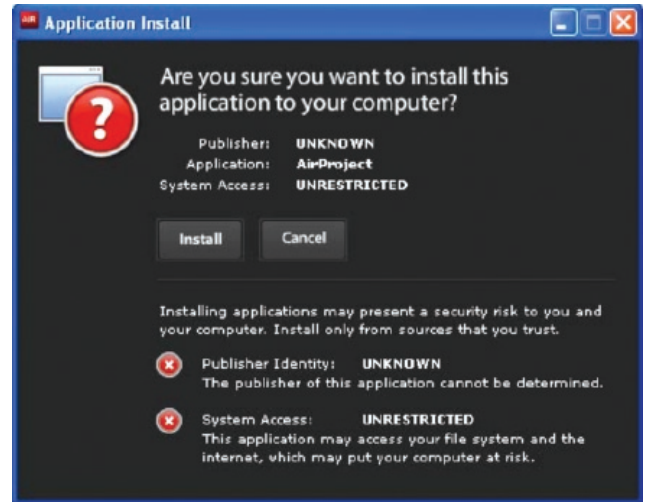 AIR Application Install
Are you sure you want to install this
application to your computer?
Publisher: UNKNOWN
Application: AirProject
System Access: UNRESTRICTED
Install Cancel
Installing applications may present a security risk to you and
your computer. Install only from sources that you trust.
Publisher Identity: UNKNOWN
The publisher of this application cannot be determined.
System Access: UNRESTRICTED
This application may access your file system and the
internet, which may put your computer at risk.